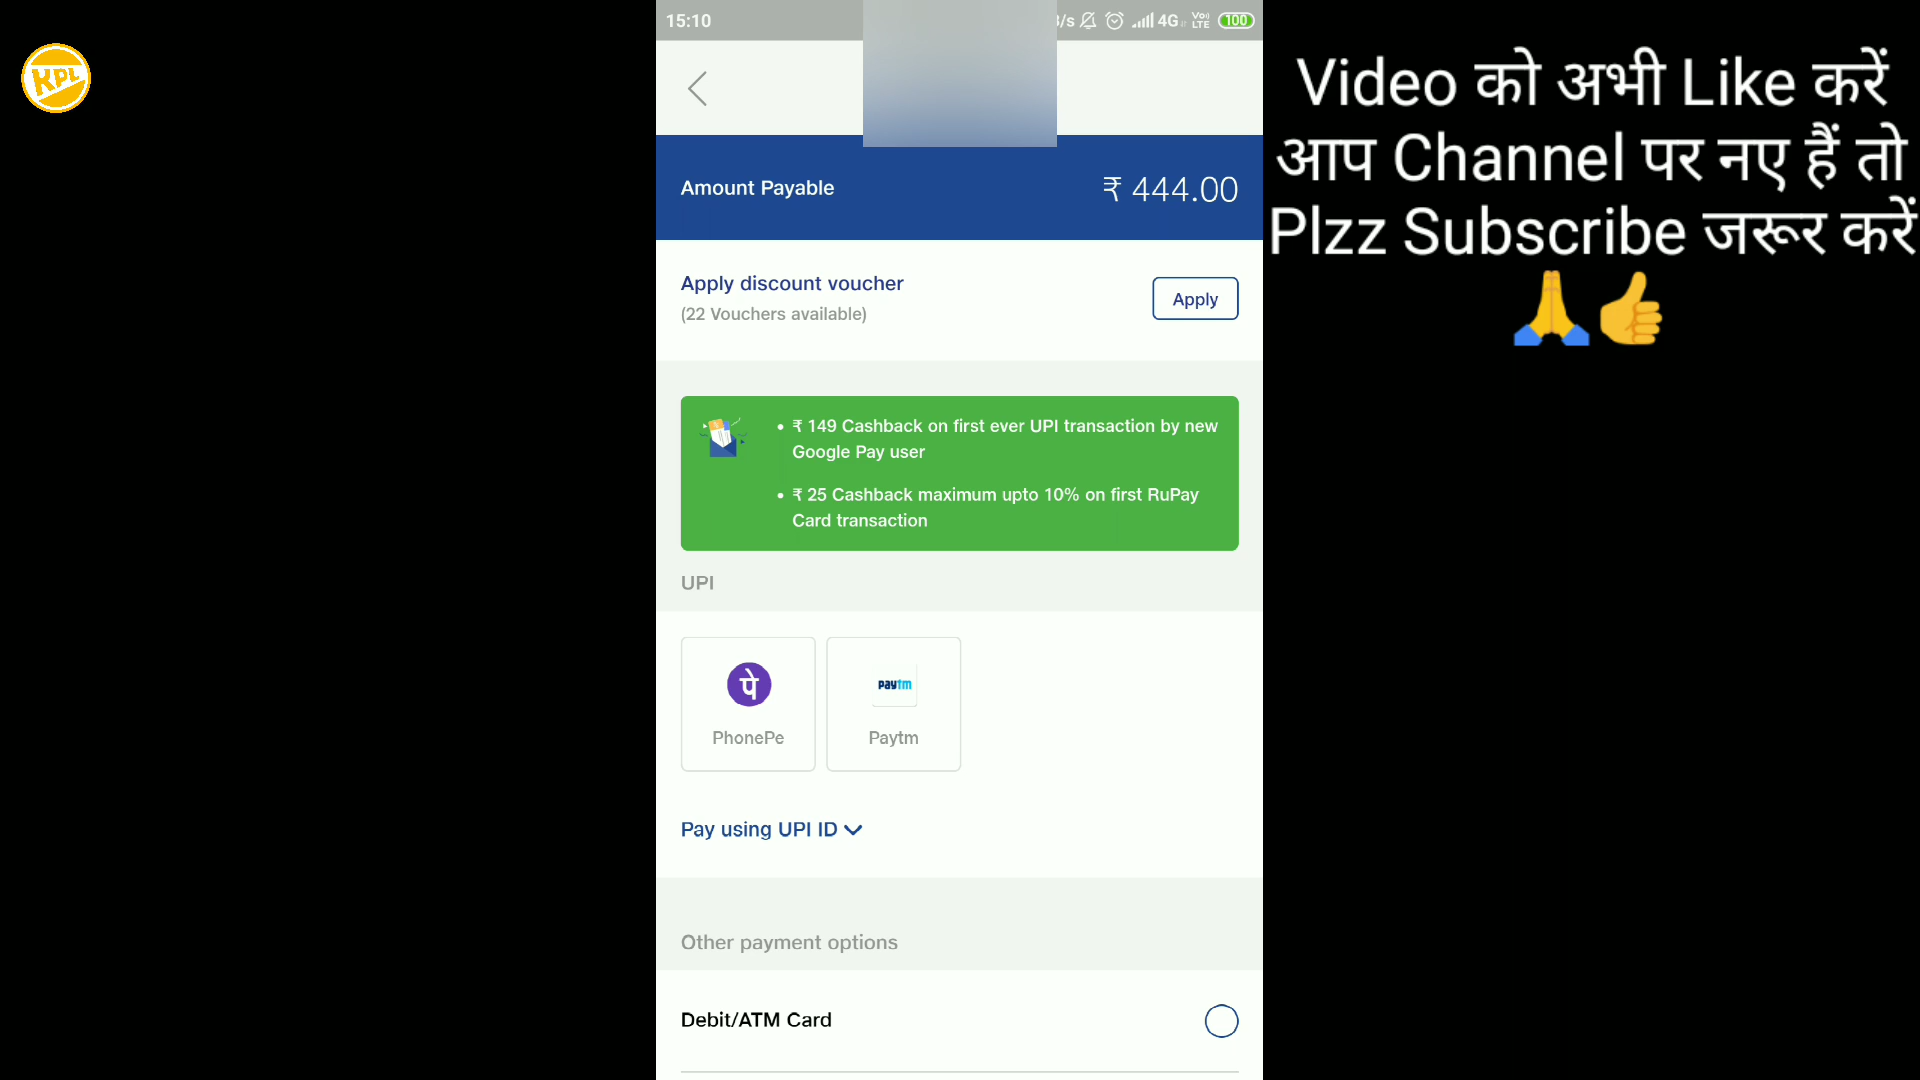 KPL
15:10
/s 4G VoLTE 100
Amount Payable
₹ 444.00
Apply discount voucher
(22 Vouchers available)
Apply
• ₹ 149 Cashback on first ever UPI transaction by new
Google Pay user
• ₹ 25 Cashback maximum upto 10% on first RuPay
Card transaction
UPI
पे
PhonePe
paytm
Paytm
Pay using UPI ID
Other payment options
Debit/ATM Card
Video को अभी Like करें
आप Channel पर नए हैं तो
Plzz Subscribe जरूर करें
🙏👍